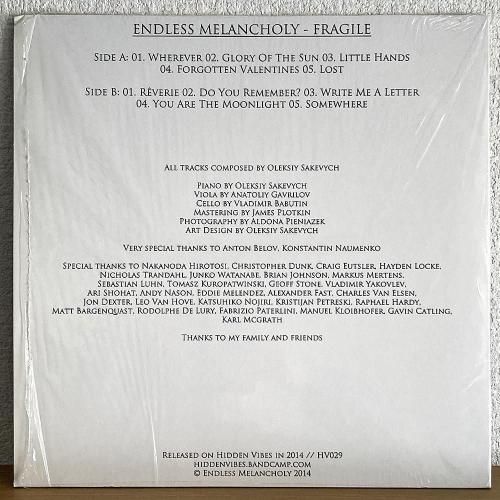 ENDLESS MELANCHOLY - FRAGILE
SIDE A: 01. WHEREVER 02. GLORY OF THE SUN 03. LITTLE HANDS
04. FORGOTTEN VALENTINES 05. LOST
SIDE B: 01. RÊVERIE 02. DO YOU REMEMBER? 03. WRITE ME A LETTER
04. YOU ARE THE MOONLIGHT 05. SOMEWHERE
ALL TRACKS COMPOSED BY OLEKSIY SAKEVYCH
PIANO BY OLEKSIY SAKEVYCH
VIOLA BY ANATOLIY GAVRILOV
CELLO BY VLADIMIR BABUTIN
MASTERING BY JAMES PLOTKIN
PHOTOGRAPHY BY ALDONA PIENIAZEK
ART DESIGN BY OLEKSIY SAKEVYCH
VERY SPECIAL THANKS TO ANTON BELOV, KONSTANTIN NAUMENKO
SPECIAL THANKS TO NAKANODA HIROTOSI, CHRISTOPHER DUNK, CRAIG EUTSLER, HAYDEN LOCKE,
NICHOLAS TRANDAHL, JUNKO WATANABE, BRIAN JOHNSON, MARKUS MERTENS,
SEBASTIAN LUHN, TOMASZ KUROPATWINSKI, GEOFF STONE, VLADIMIR YAKOVLEV,
ARI SHOHAT, ANDY NASON, EDDIE MELENDEZ, ALEXANDER FAST, CHARLES VAN ELSEN,
JON DEXTER, LEO VAN HOVE, KATSUHIKO NOJIRI, KRISTIJAN PETRESKI, RAPHAEL HARDY,
MATT BARGENQUAST, RODOLPHE DE LURY, FABRIZIO PATERLINI, MANUEL KLOIBHOFER, GAVIN CATLING,
KARL MCGRATH
THANKS TO MY FAMILY AND FRIENDS
RELEASED ON HIDDEN VIBES IN 2014 // HV029
HIDDENVIBES.BANDCAMP.COM
© ENDLESS MELANCHOLY 2014